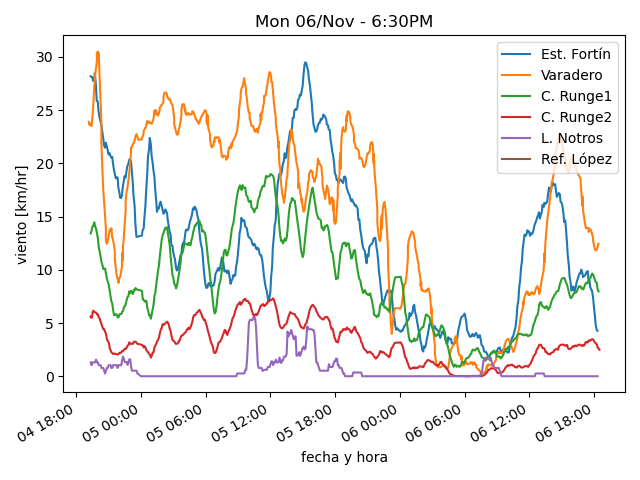 Mon 06/Nov - 6:30PM
Est. Fortín
Varadero
C. Runge1
C. Runge2
L. Notros
Ref. López
viento [km/hr]
30
25
20
15
10
5
0
04 18:00
05 00:00
05 06:00
05 12:00
05 18:00
06 00:00
06 06:00
06 12:00
06 18:00
fecha y hora